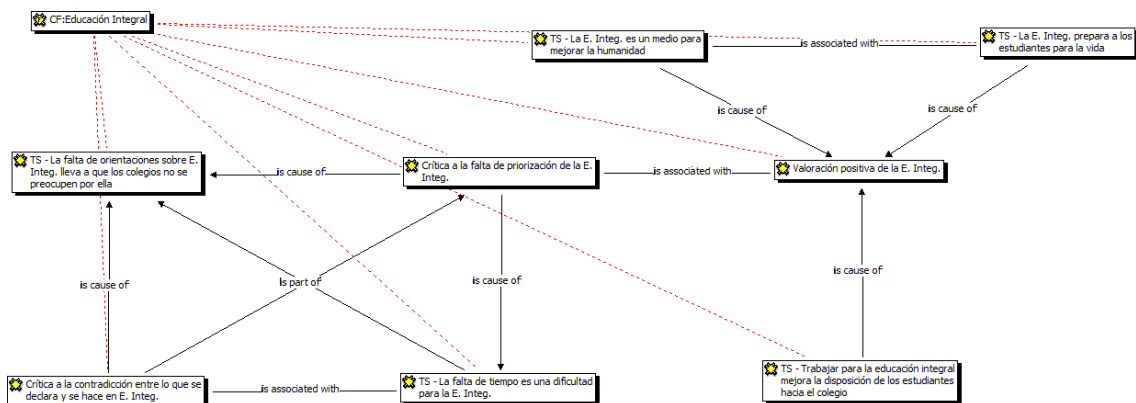 CF:Educación Integral
TS - La E. Integ. es un medio para
mejorar la humanidad
is associated with
TS - La E. Integ. prepara a los
estudiantes para la vida
is cause of
is cause of
TS - La falta de orientaciones sobre E.
Integ. lleva a que los colegios no se
preocupen por ella
is cause of
Crítica a la falta de priorización de la E.
Integ.
is associated with
Valoración positiva de la E. Integ.
is cause of
Is part of
is cause of
is cause of
Crítica a la contradicción entre lo que se
declara y se hace en E. Integ.
is associated with
TS - La falta de tiempo es una dificultad
para la E. Integ.
TS - Trabajar para la educación integral
mejora la disposición de los estudiantes
hacia el colegio